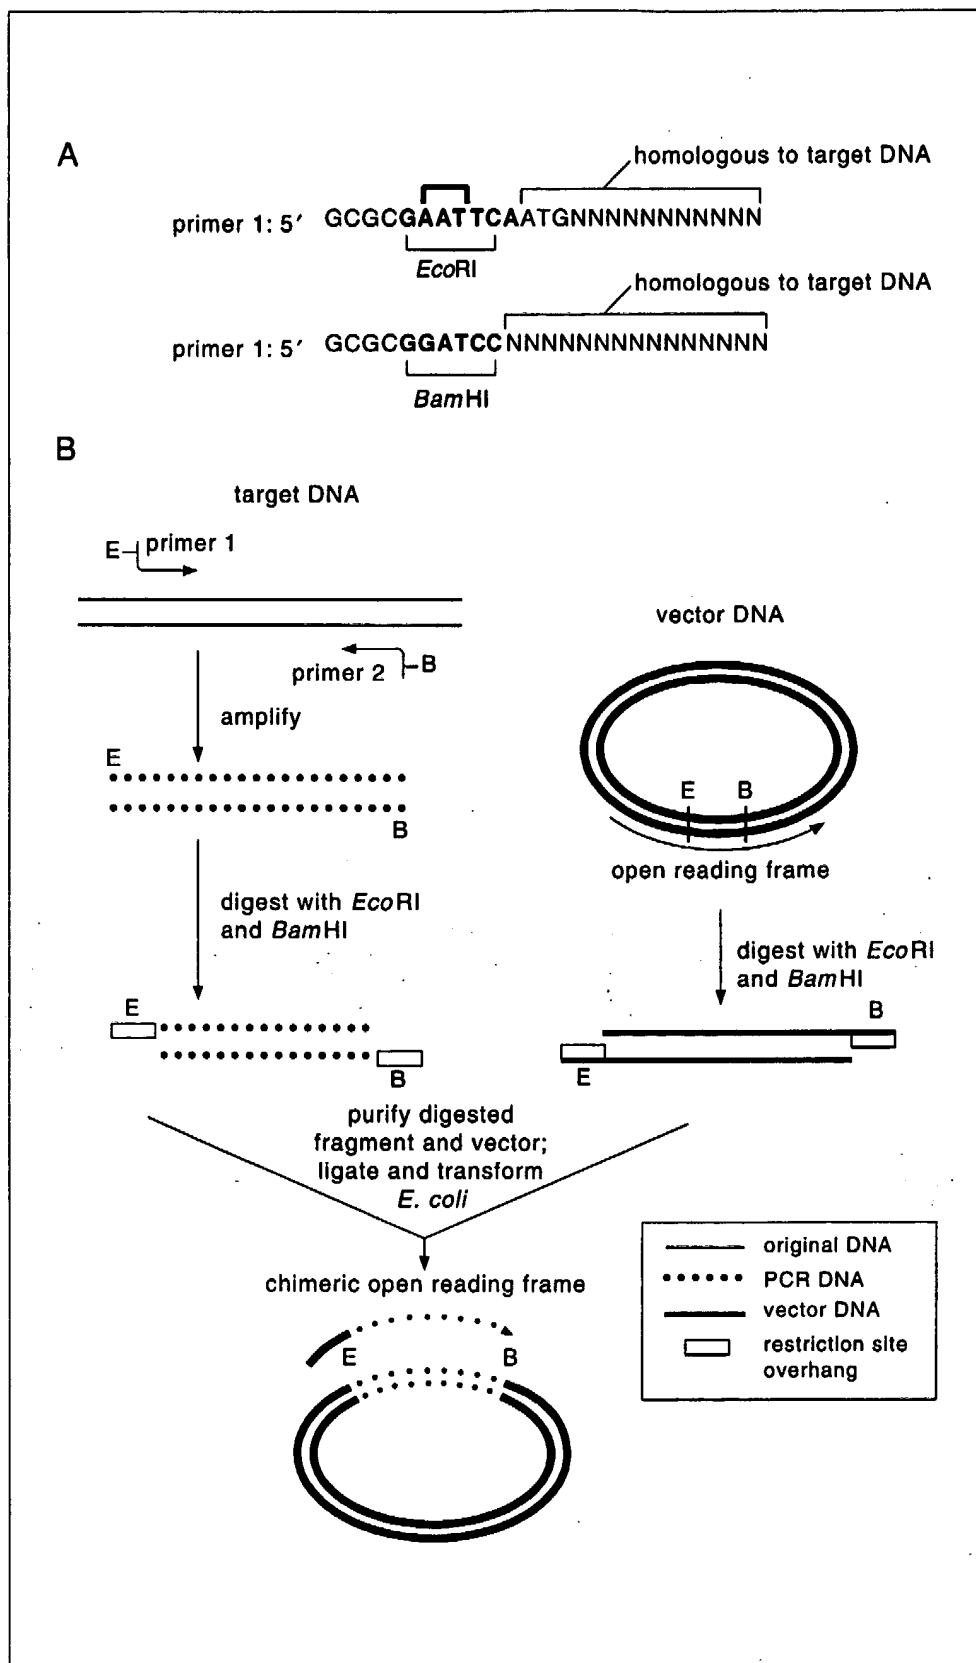 A
homologous to target DNA
primer 1: 5′ GCGCGAATTCAATGNNNNNNNNNNNN
EcoRI
homologous to target DNA
primer 1: 5′ GCGCGGATCCNNNNNNNNNNNNNNNN
BamHI
B
target DNA
E primer 1
vector DNA
primer 2 B
amplify
E
B
E B
open reading frame
digest with EcoRI
and BamHI
digest with EcoRI
and BamHI
E
B
B
E
purify digested
fragment and vector;
ligate and transform
E. coli
original DNA
chimeric open reading frame
PCR DNA
vector DNA
restriction site
overhang
E B